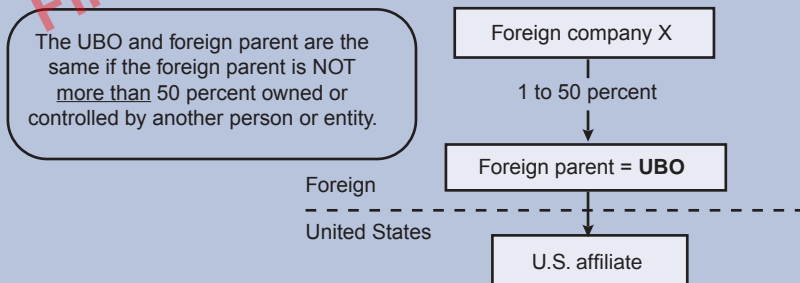 The UBO and foreign parent are the
same if the foreign parent is NOT
more than 50 percent owned or
controlled by another person or entity.
Foreign company X
1 to 50 percent
Foreign parent = UBO
Foreign
United States
U.S. affiliate